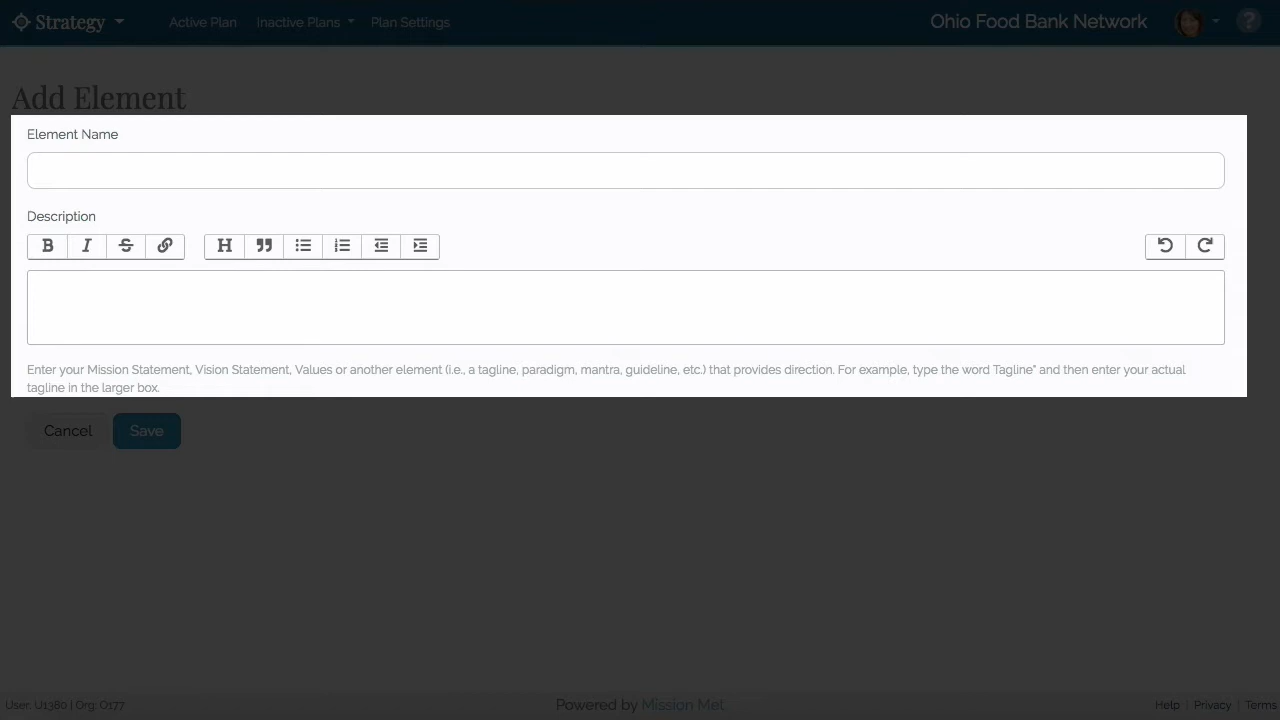 Strategy Active Plan Inactive Plans Plan Settings Ohio Food Bank Network ?
Add Element
Element Name
Description
B I S H
Enter your Mission Statement, Vision Statement, Values or another element (i.e., a tagline, paradigm, mantra, guideline, etc.) that provides direction. For example, type the word Tagline" and then enter your actual
tagline in the larger box.
Cancel Save
User: U1380 | Org: O177 Powered by Mission Met Help Privacy Terms